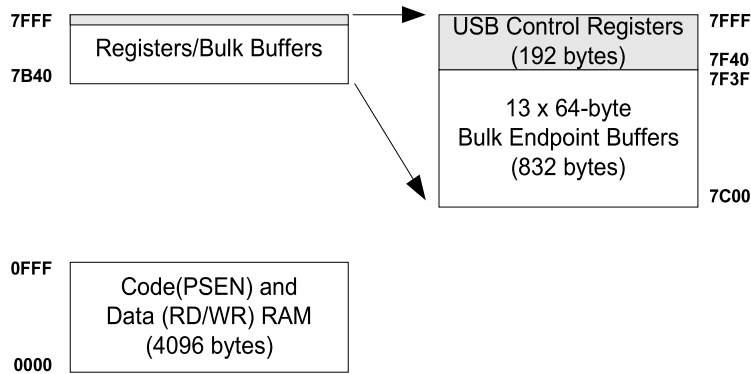 7FFF
Registers/Bulk Buffers
7B40
USB Control Registers
(192 bytes)
7FFF
7F40
7F3F
13 x 64-byte
Bulk Endpoint Buffers
(832 bytes)
7C00
0FFF
Code(PSEN) and
Data (RD/WR) RAM
(4096 bytes)
0000